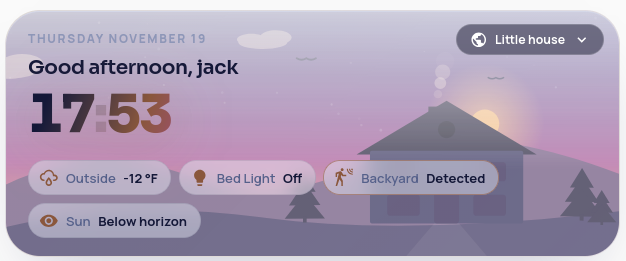 THURSDAY NOVEMBER 19
Little house
Good afternoon, jack
17:53
Outside -12 °F
Bed Light Off
Backyard Detected
Sun Below horizon